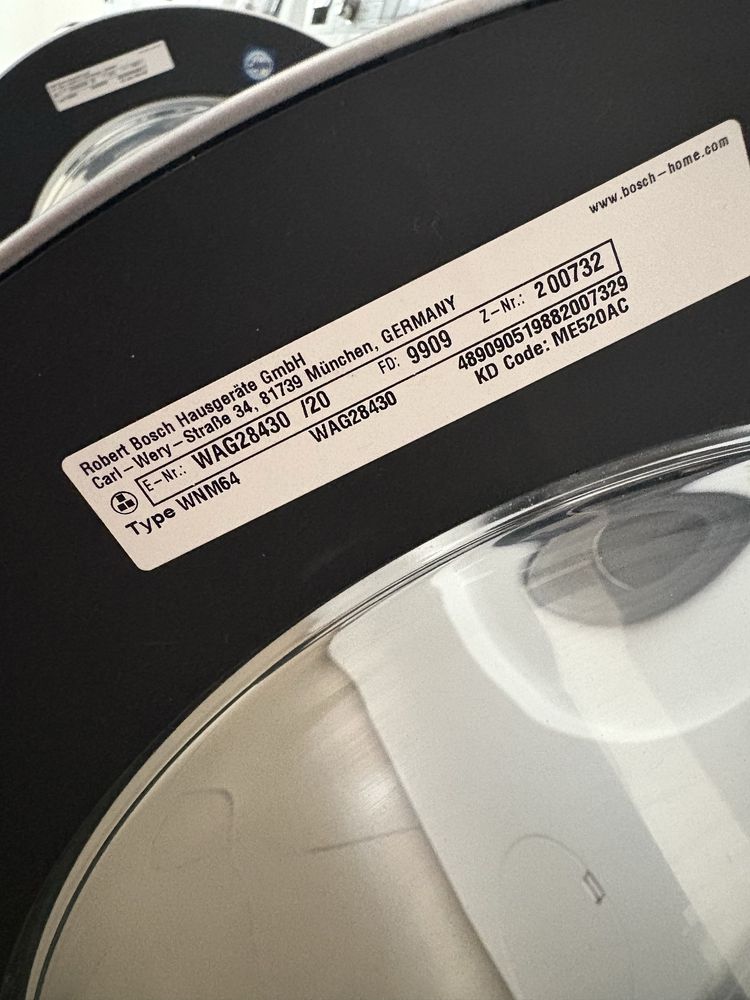 www.bosch-home.com
Robert Bosch Hausgeräte GmbH
Carl-Wery-Straße 34, 81739 München, GERMANY
E-Nr.: WAG28430 /20 FD: 9909 Z-Nr.: 200732
Type WNM64 WAG28430 489090519882007329
KD Code: ME520AC